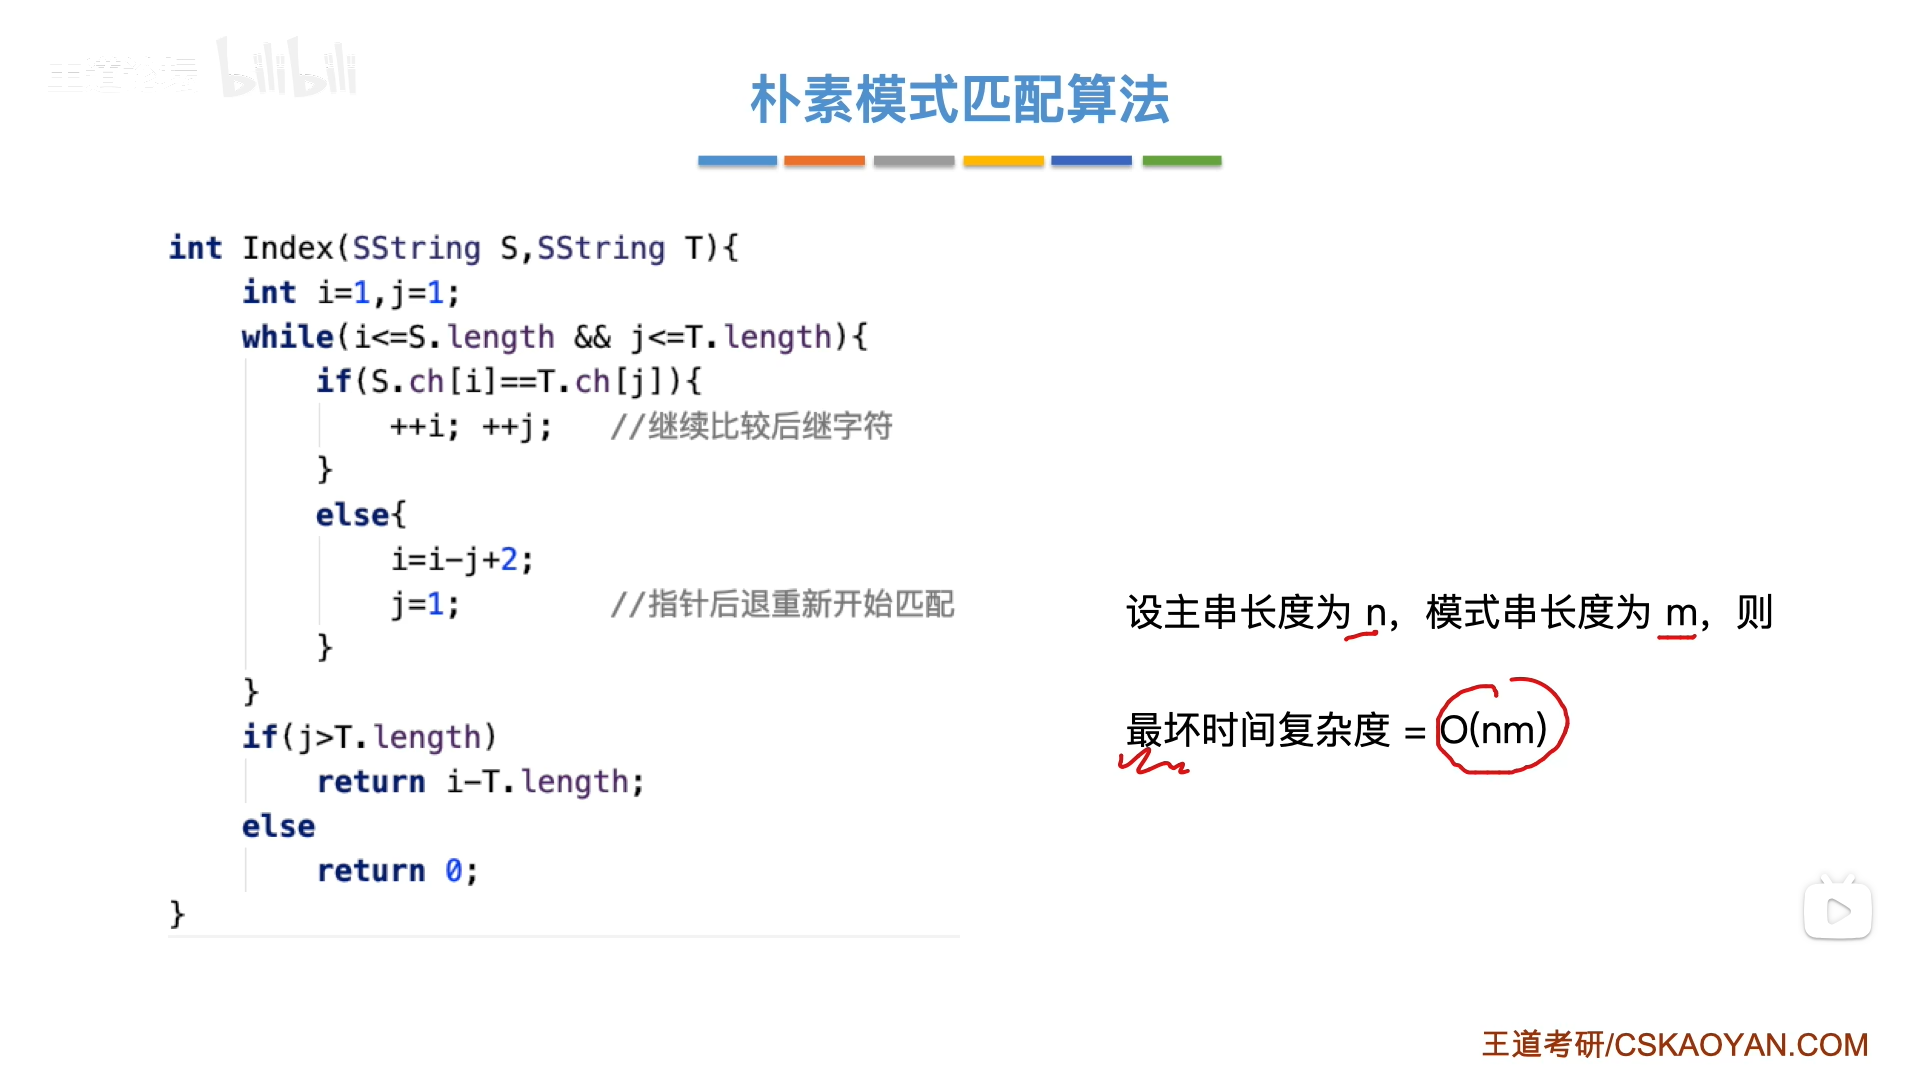 王道论坛 bilibili
朴素模式匹配算法
int Index(SString S,SString T){
int i=1,j=1;
while(i<=S.length && j<=T.length){
if(S.ch[i]==T.ch[j]){
++i; ++j; //继续比较后继字符
}
else{
i=i-j+2;
j=1; //指针后退重新开始匹配
}
}
if(j>T.length)
return i-T.length;
else
return 0;
}
设主串长度为 n，模式串长度为 m，则
最坏时间复杂度 = O(nm)
王道考研/CSKAOYAN.COM